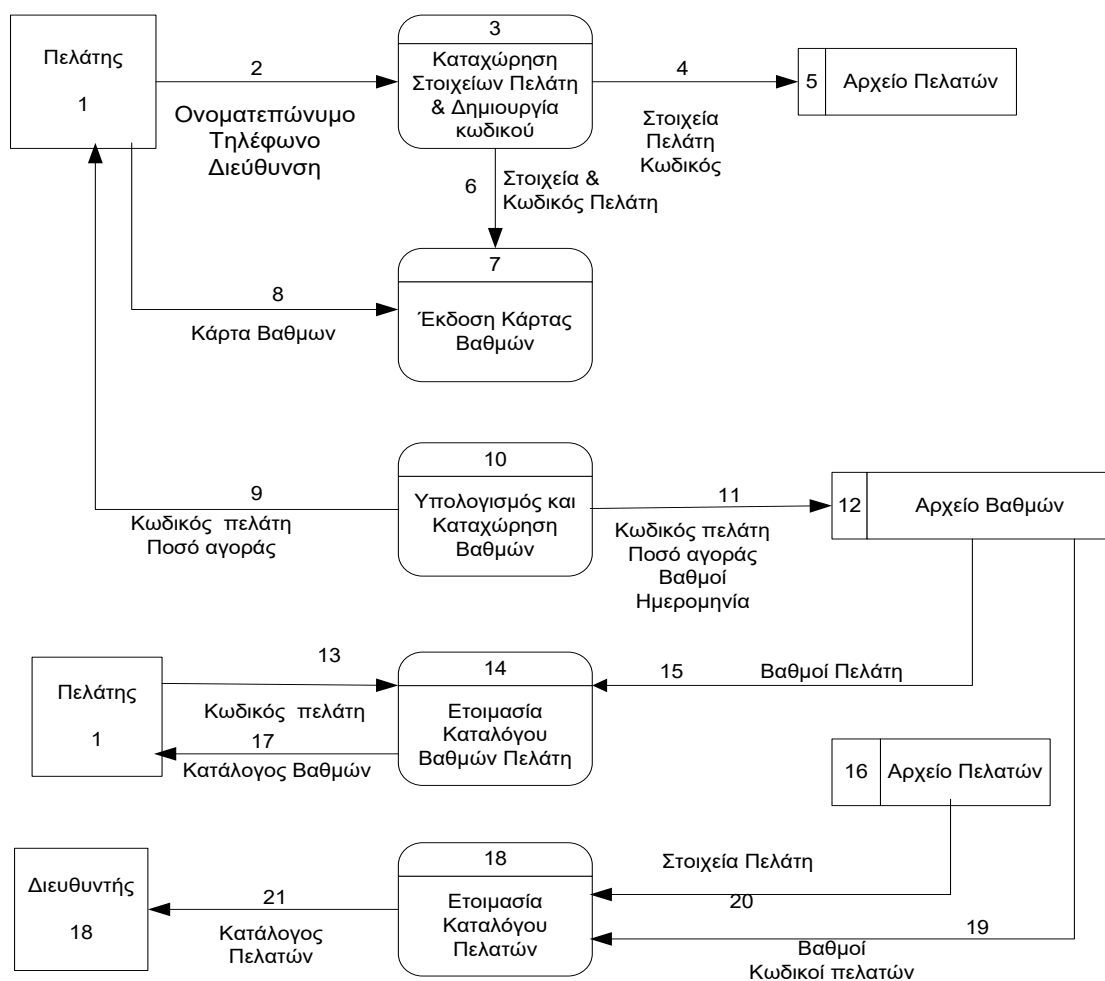 Πελάτης
1
2
Ονοματεπώνυμο
Τηλέφωνο
Διεύθυνση
3
Καταχώρηση
Στοιχείων Πελάτη
& Δημιουργία
κωδικού
4
Στοιχεία
Πελάτη
Κωδικός
5
Αρχείο Πελατών
6
Στοιχεία &
Κωδικός Πελάτη
7
Έκδοση Κάρτας
Βαθμών
8
Κάρτα Βαθμων
9
Κωδικός πελάτη
Ποσό αγοράς
10
Υπολογισμός και
Καταχώρηση
Βαθμών
11
Κωδικός πελάτη
Ποσό αγοράς
Βαθμοί
Ημερομηνία
12
Αρχείο Βαθμών
Πελάτης
1
13
Κωδικός πελάτη
17
Κατάλογος Βαθμών
14
Ετοιμασία
Καταλόγου
Βαθμών Πελάτη
15
Βαθμοί Πελάτη
16
Αρχείο Πελατών
Διευθυντής
18
21
Κατάλογος
Πελατών
18
Ετοιμασία
Καταλόγου
Πελατών
Στοιχεία Πελάτη
20
19
Βαθμοί
Κωδικοί πελατών